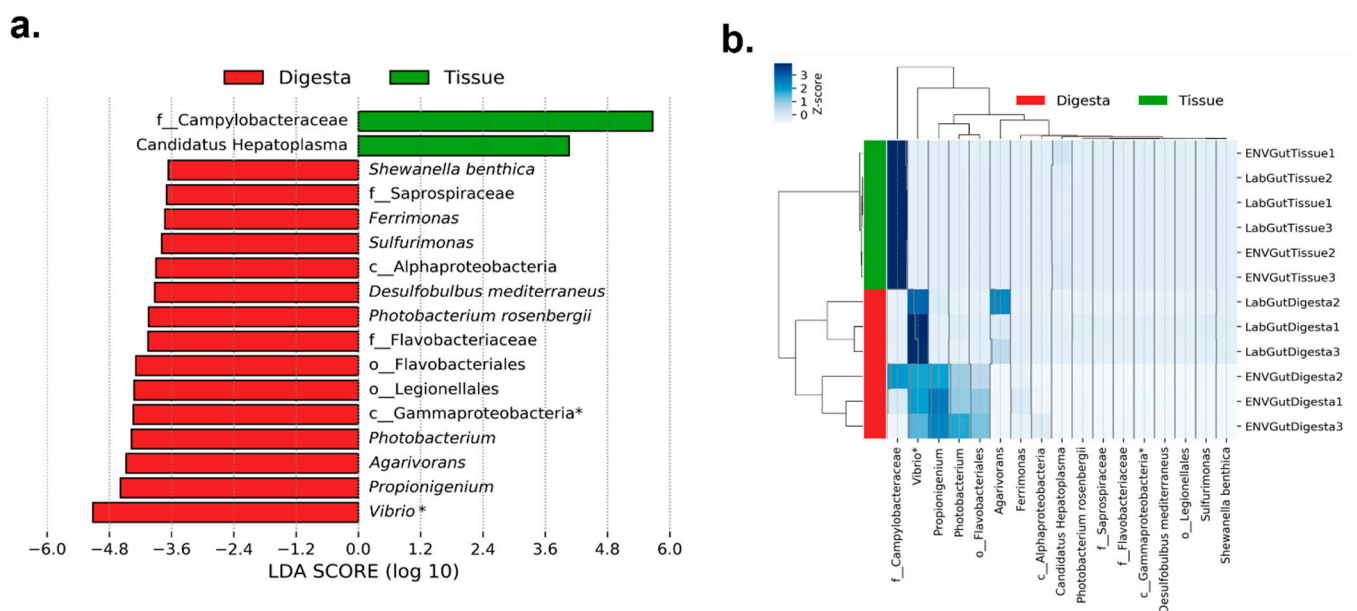 a.
Digesta
Tissue
f__Campylobacteraceae
Candidatus Hepatoplasma
Shewanella benthica
f__Saprospiraceae
Ferrimonas
Sulfurimonas
c__Alphaproteobacteria
Desulfobulbus mediterraneus
Photobacterium rosenbergii
f__Flavobacteriaceae
o__Flavobacteriales
o__Legionellales
c__Gammaproteobacteria*
Photobacterium
Agarivorans
Propionigenium
Vibrio*
−6.0 −4.8 −3.6 −2.4 −1.2 0.0 1.2 2.4 3.6 4.8 6.0
LDA SCORE (log 10)
b.
3
2
1
0
Z-score
Digesta
Tissue
ENVGutTissue1
LabGutTissue2
LabGutTissue1
LabGutTissue3
ENVGutTissue2
ENVGutTissue3
LabGutDigesta2
LabGutDigesta1
LabGutDigesta3
ENVGutDigesta2
ENVGutDigesta1
ENVGutDigesta3
f__Campylobacteraceae
Vibrio*
Propionigenium
Photobacterium
o__Flavobacteriales
Agarivorans
Ferrimonas
c__Alphaproteobacteria
Candidatus Hepatoplasma
Photobacterium rosenbergii
f__Saprospiraceae
f__Flavobacteriaceae
c__Gammaproteobacteria*
Desulfobulbus mediterraneus
o__Legionellales
Sulfurimonas
Shewanella benthica